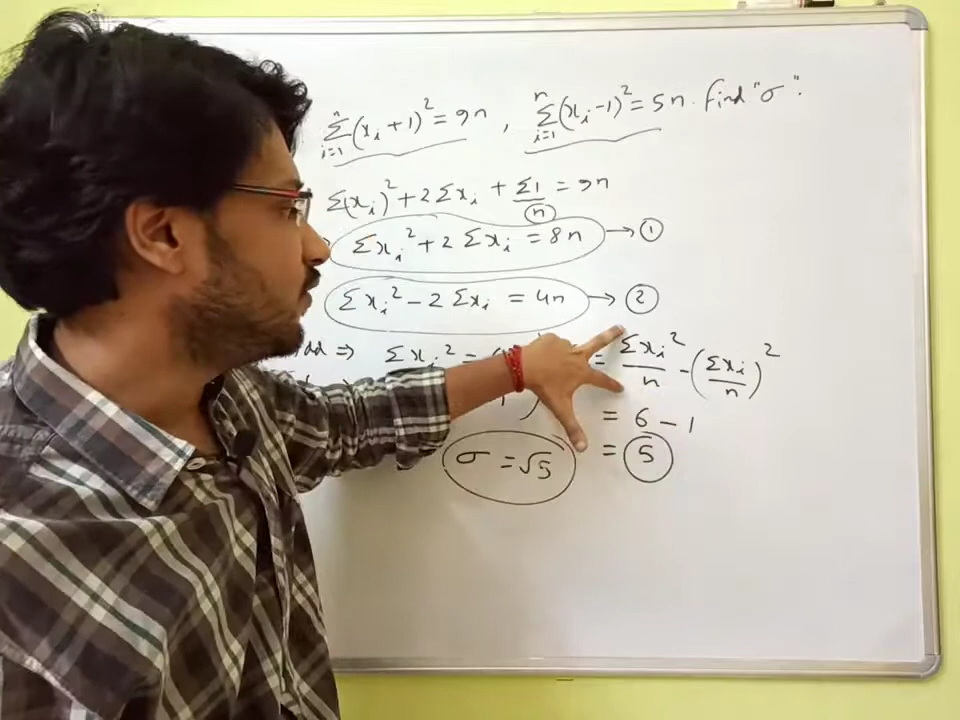 n∑i=1 (xᵢ+1)² = 9n , n∑i=1 (xᵢ-1)² = 5n. find "σ".
Σ(xᵢ)² + 2Σxᵢ + Σ1 = 9n
n
Σxᵢ² + 2Σxᵢ = 8n → 1
Σxᵢ² - 2Σxᵢ = 4n → 2
⇒ Σxᵢ² = = Σxᵢ²/n - (Σxᵢ/n)²
= 6 - 1
σ = √5 = 5